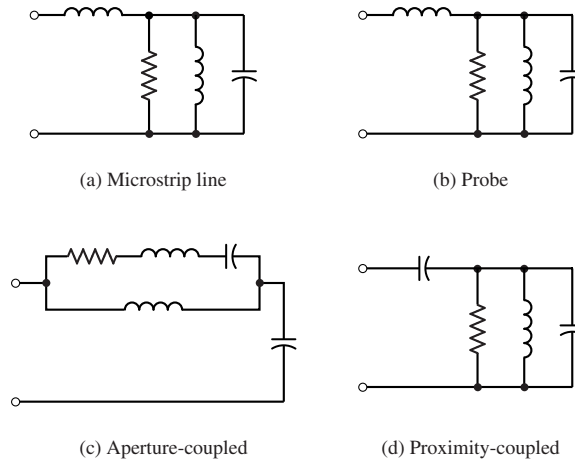 (a) Microstrip line
(b) Probe
(c) Aperture-coupled
(d) Proximity-coupled